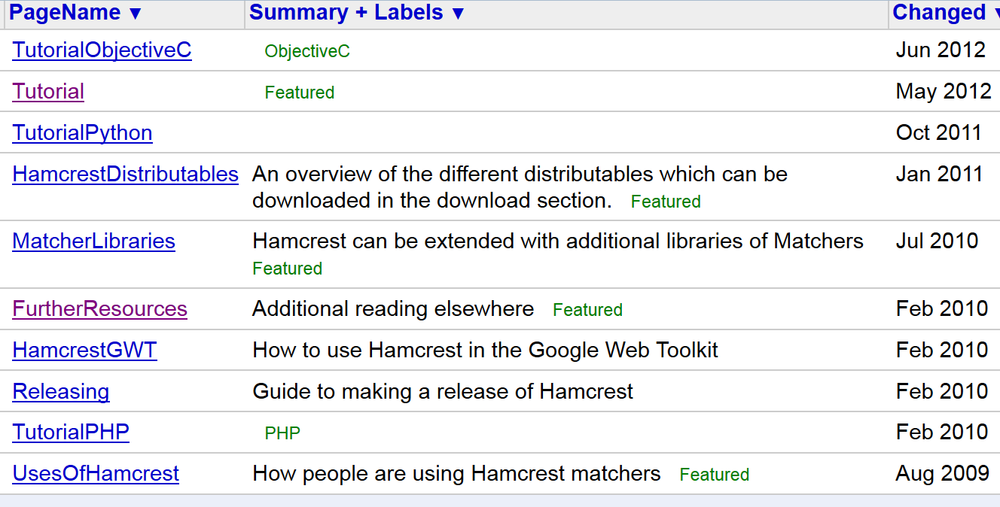 PageName ▼ Summary + Labels ▼ Changed ▼
TutorialObjectiveC ObjectiveC Jun 2012
Tutorial Featured May 2012
TutorialPython Oct 2011
HamcrestDistributables An overview of the different distributables which can be Jan 2011
downloaded in the download section. Featured
MatcherLibraries Hamcrest can be extended with additional libraries of Matchers Jul 2010
Featured
FurtherResources Additional reading elsewhere Featured Feb 2010
HamcrestGWT How to use Hamcrest in the Google Web Toolkit Feb 2010
Releasing Guide to making a release of Hamcrest Feb 2010
TutorialPHP PHP Feb 2010
UsesOfHamcrest How people are using Hamcrest matchers Featured Aug 2009